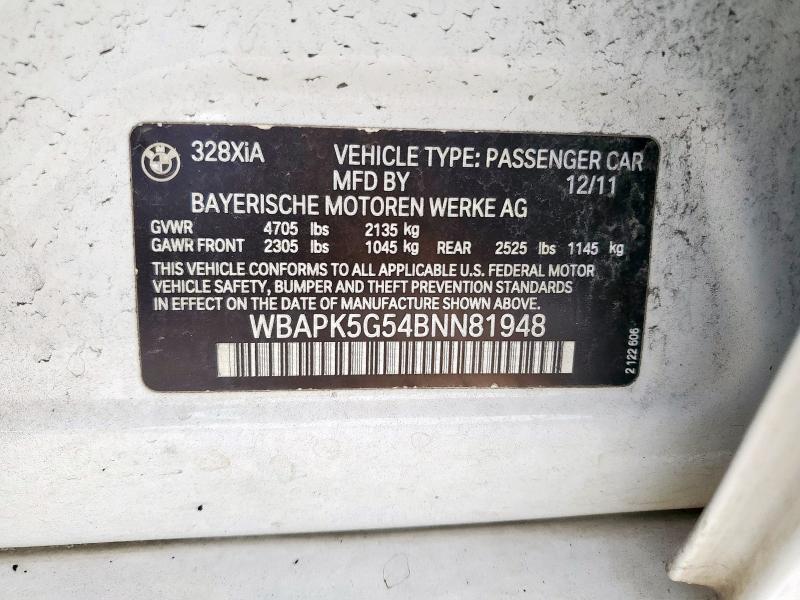 BMW
328XiA VEHICLE TYPE: PASSENGER CAR
MFD BY 12/11
BAYERISCHE MOTOREN WERKE AG
GVWR 4705 lbs 2135 kg
GAWR FRONT 2305 lbs 1045 kg REAR 2525 lbs 1145 kg
THIS VEHICLE CONFORMS TO ALL APPLICABLE U.S. FEDERAL MOTOR
VEHICLE SAFETY, BUMPER AND THEFT PREVENTION STANDARDS
IN EFFECT ON THE DATE OF MANUFACTURE SHOWN ABOVE
WBAPK5G54BNN81948
2 122 606